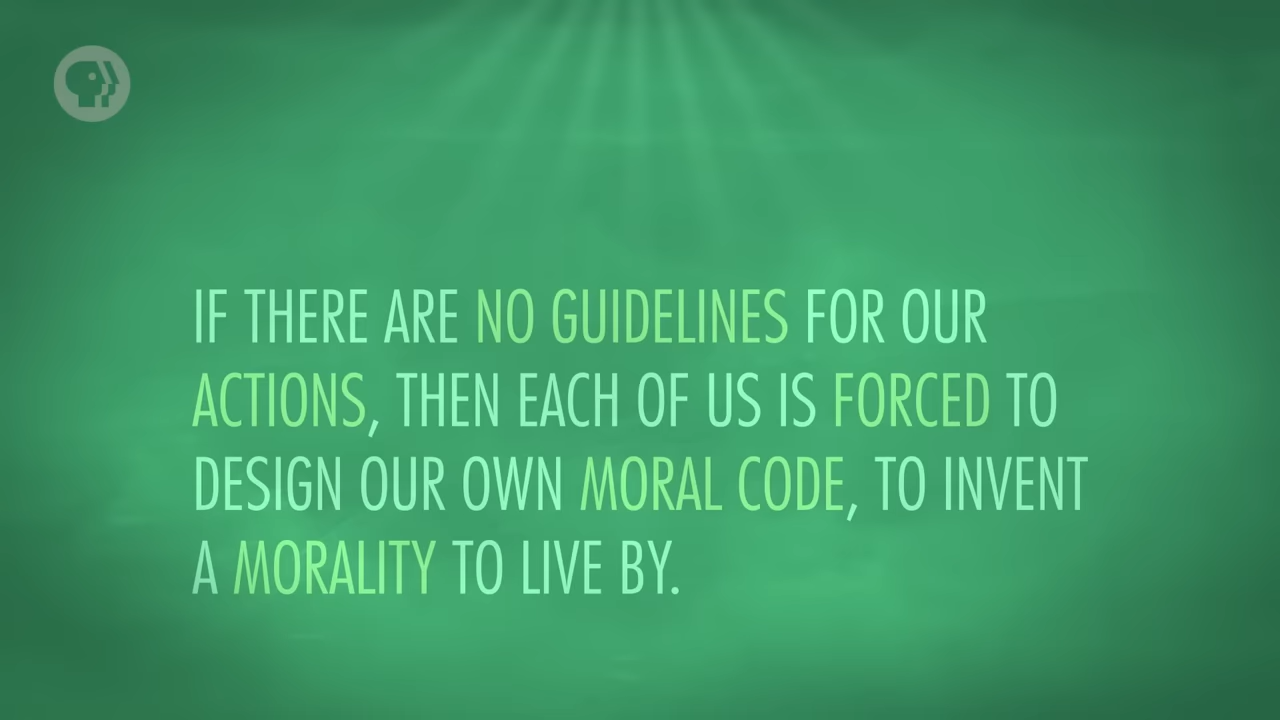 IF THERE ARE NO GUIDELINES FOR OUR
ACTIONS, THEN EACH OF US IS FORCED TO
DESIGN OUR OWN MORAL CODE, TO INVENT
A MORALITY TO LIVE BY.